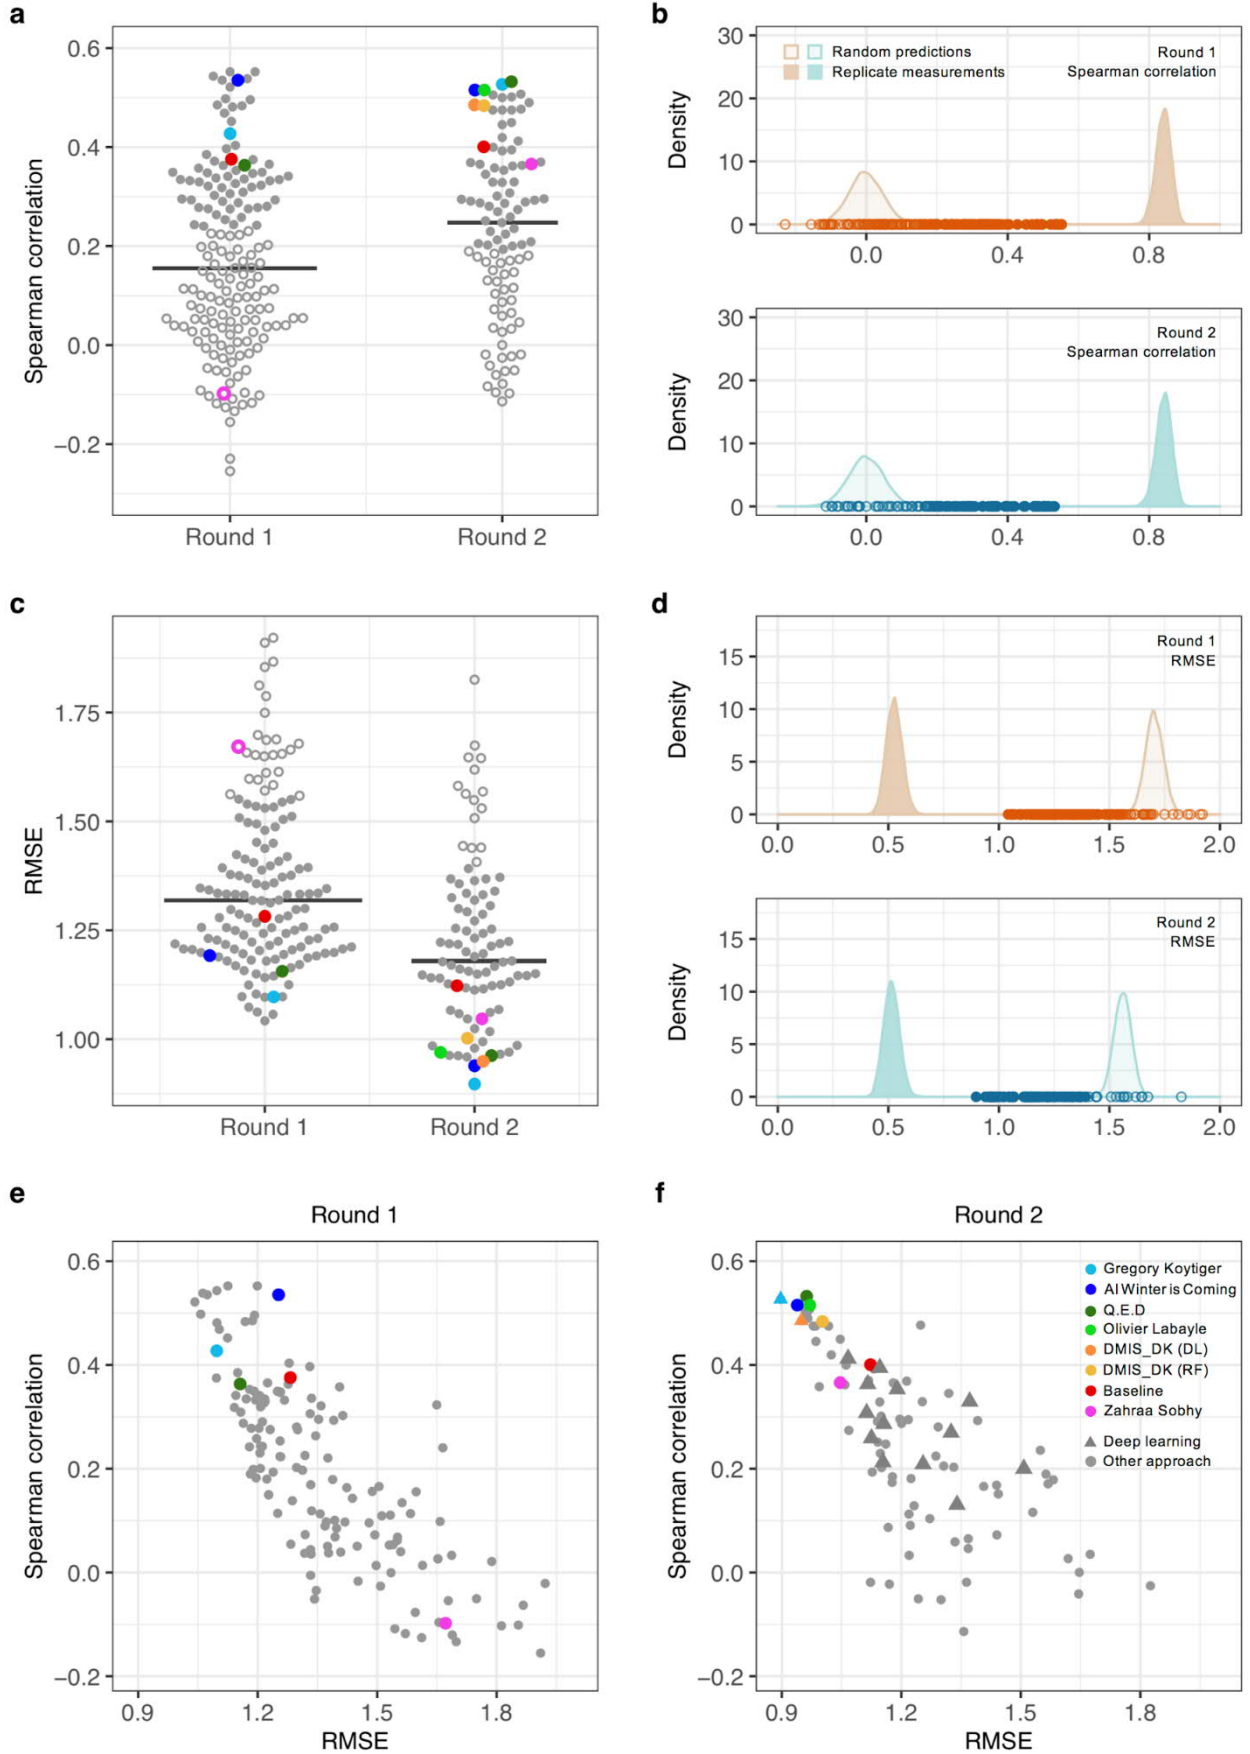 a
Spearman correlation
0.6
0.4
0.2
0.0
−0.2
Round 1
Round 2
b
Density
30
20
10
0
Random predictions
Replicate measurements
Round 1
Spearman correlation
0.0
0.4
0.8
Density
30
20
10
0
Round 2
Spearman correlation
0.0
0.4
0.8
c
RMSE
1.75
1.50
1.25
1.00
Round 1
Round 2
d
Density
15
10
5
0
Round 1
RMSE
0.0
0.5
1.0
1.5
2.0
Density
15
10
5
0
Round 2
RMSE
0.0
0.5
1.0
1.5
2.0
e
Round 1
Spearman correlation
0.6
0.4
0.2
0.0
−0.2
0.9
1.2
1.5
1.8
RMSE
f
Round 2
Spearman correlation
0.6
0.4
0.2
0.0
−0.2
Gregory Koytiger
AI Winter is Coming
Q.E.D
Olivier Labayle
DMIS_DK (DL)
DMIS_DK (RF)
Baseline
Zahraa Sobhy
Deep learning
Other approach
0.9
1.2
1.5
1.8
RMSE